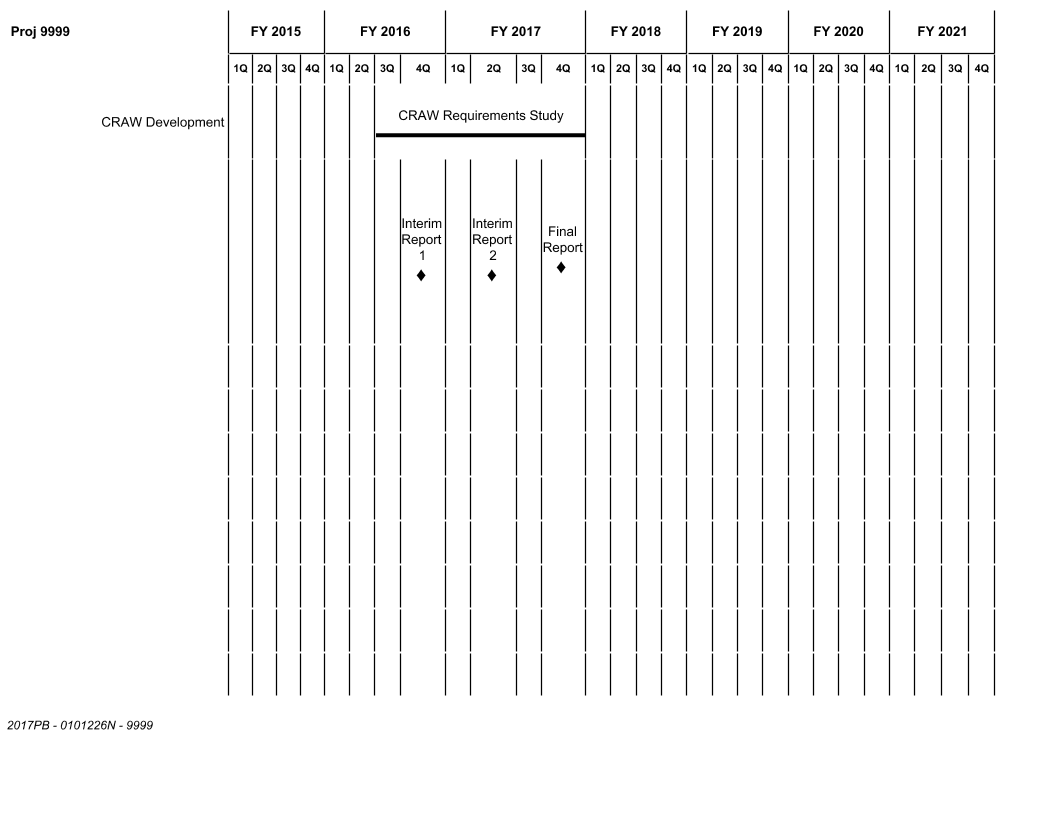 Proj 9999 FY 2015 FY 2016 FY 2017 FY 2018 FY 2019 FY 2020 FY 2021
1Q 2Q 3Q 4Q 1Q 2Q 3Q 4Q 1Q 2Q 3Q 4Q 1Q 2Q 3Q 4Q 1Q 2Q 3Q 4Q 1Q 2Q 3Q 4Q 1Q 2Q 3Q 4Q
CRAW Requirements Study
CRAW Development
Interim
Report
1
Interim
Report
2
Final
Report
2017PB - 0101226N - 9999